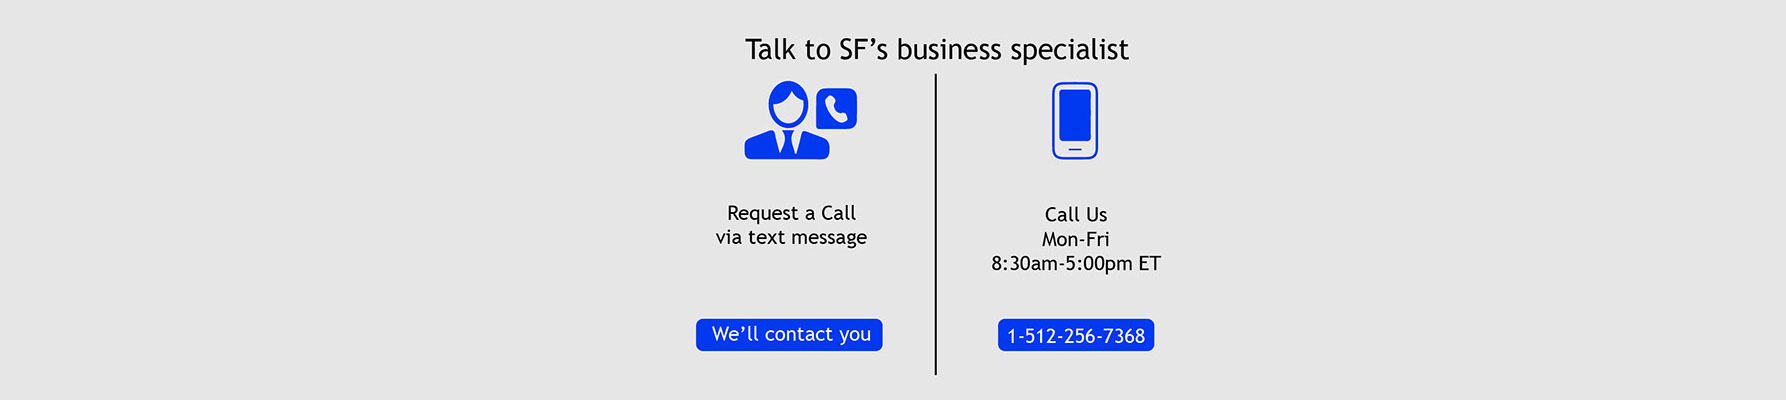 Talk to SF’s business specialist
Request a Call
via text message
We’ll contact you
Call Us
Mon-Fri
8:30am-5:00pm ET
1-512-256-7368